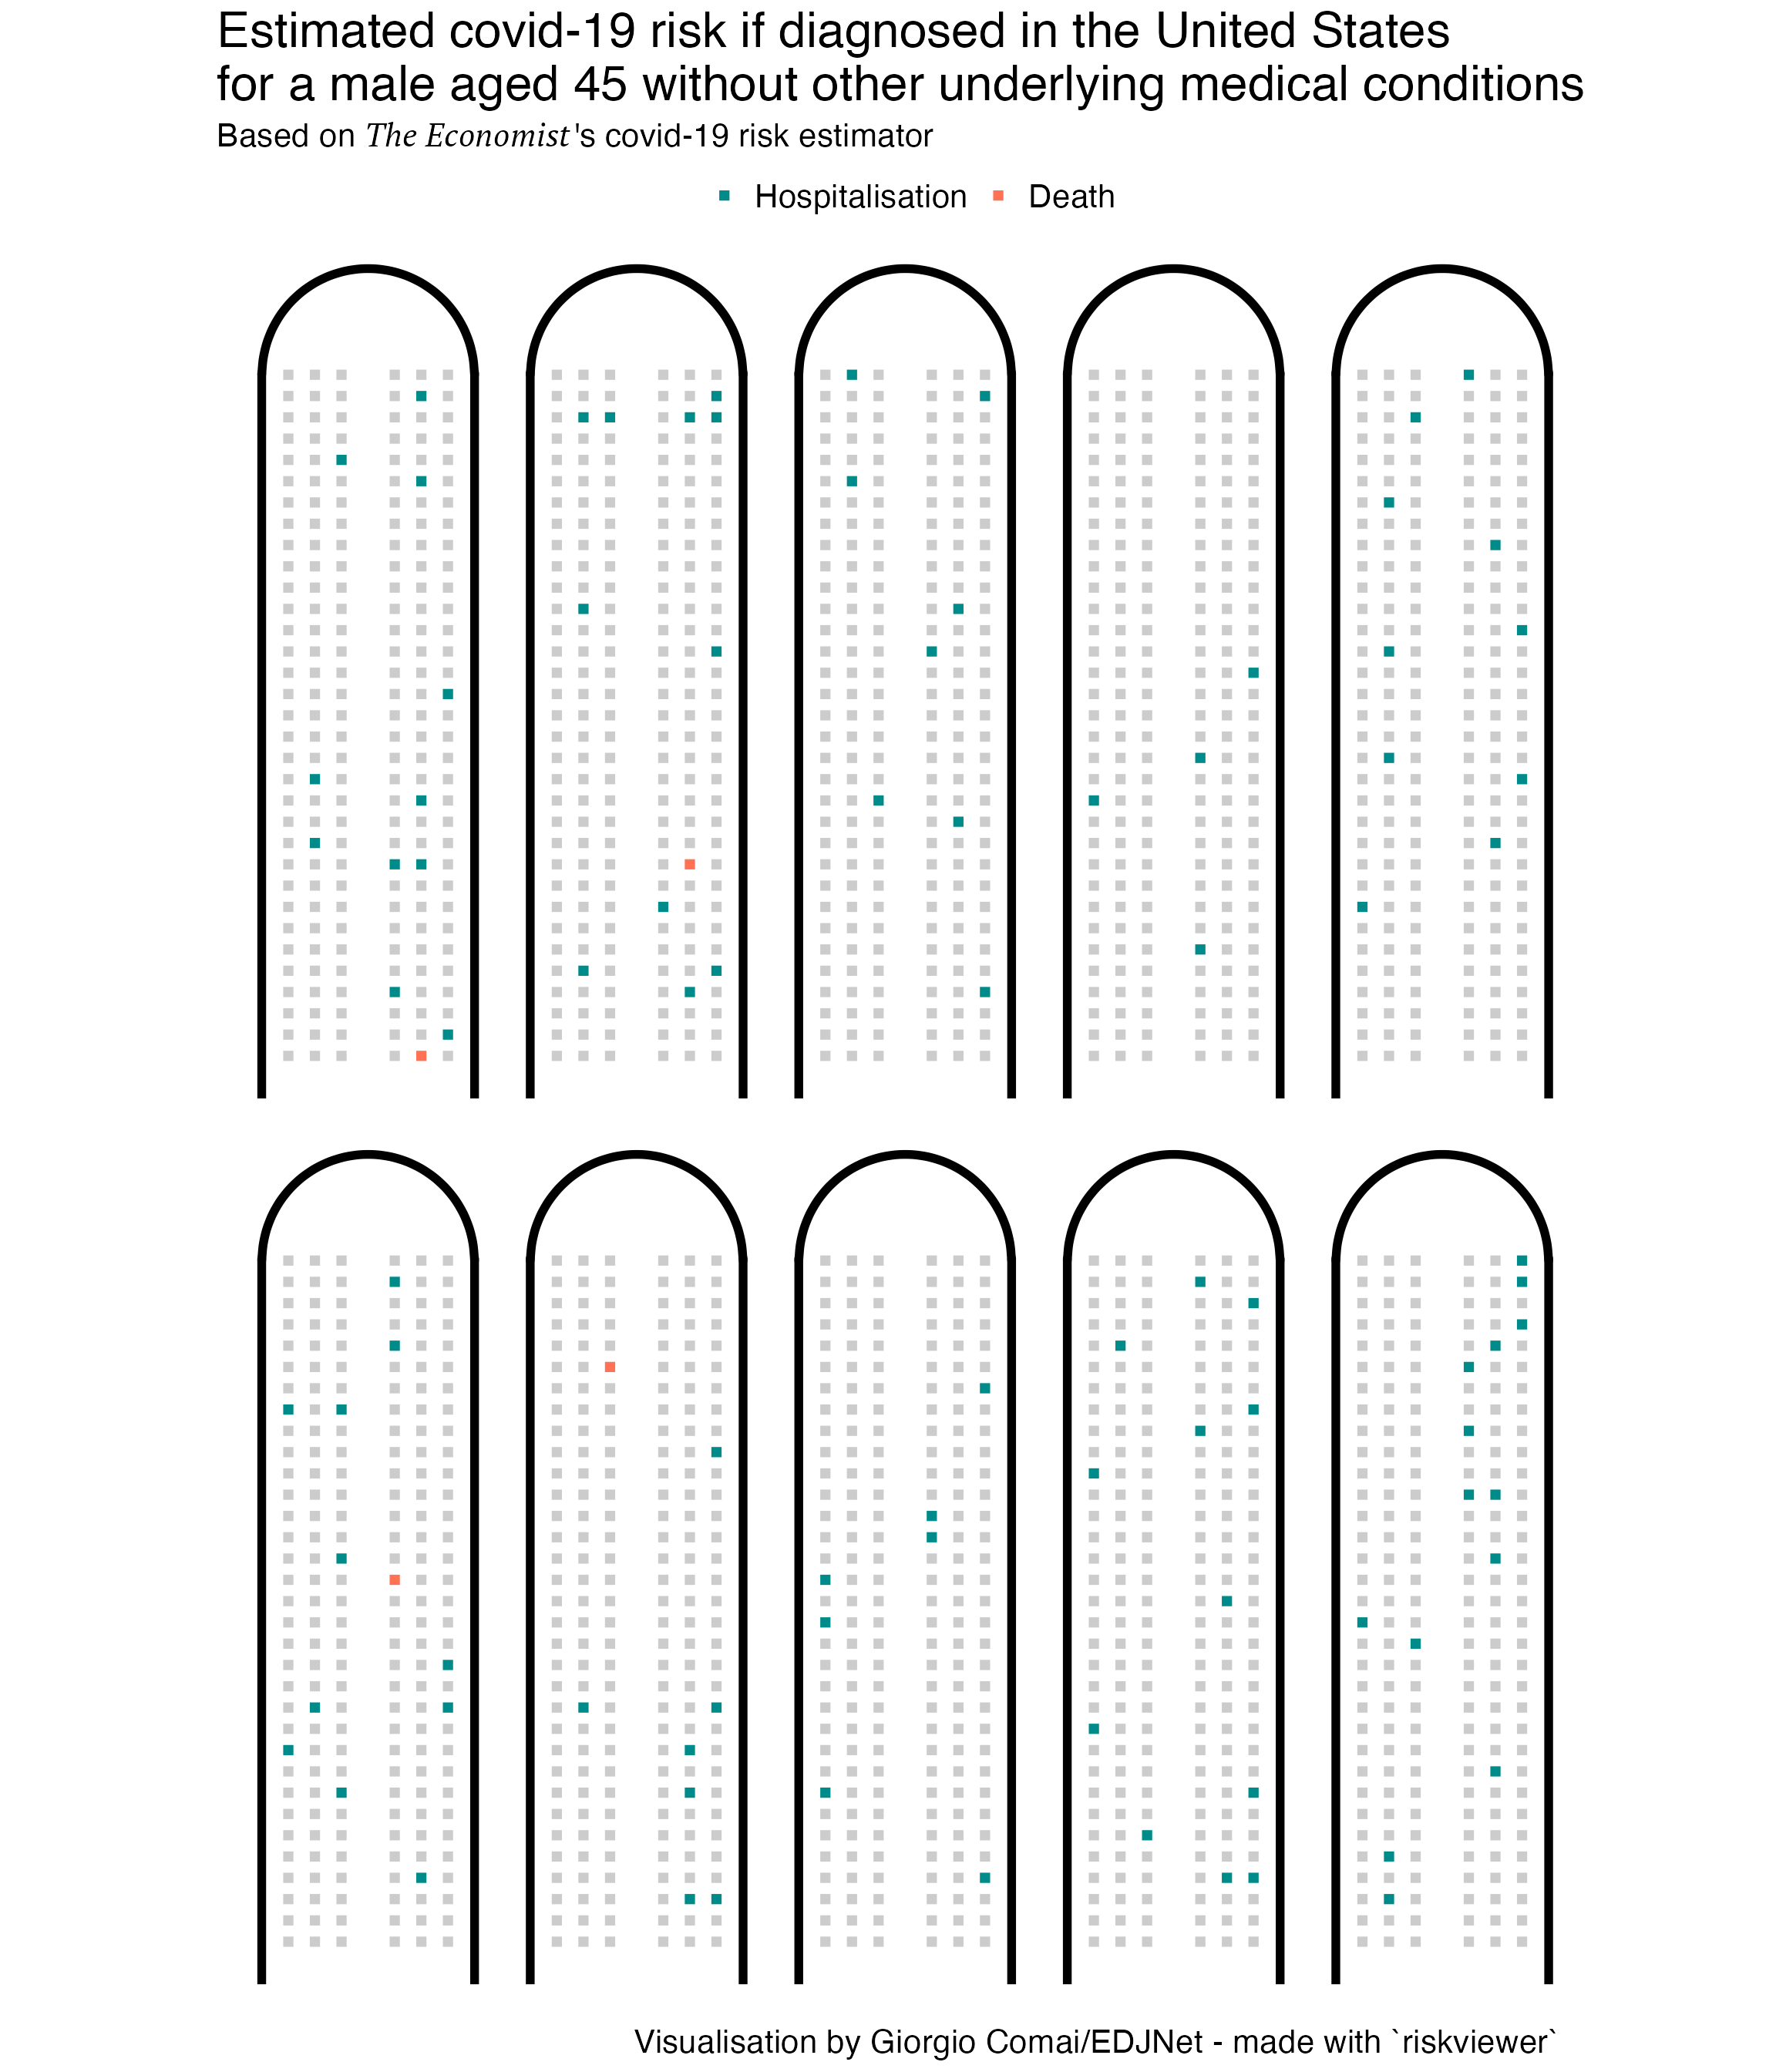 Estimated covid-19 risk if diagnosed in the United States
for a male aged 45 without other underlying medical conditions
Based on The Economist's covid-19 risk estimator
Hospitalisation Death
Visualisation by Giorgio Comai/EDJNet - made with `riskviewer`